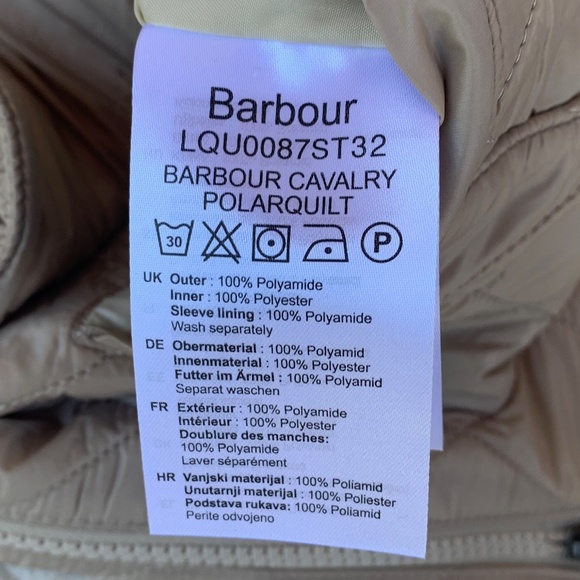 Barbour
LQU0087ST32
BARBOUR CAVALRY
POLARQUILT
30 P
UK Outer : 100% Polyamide
Inner : 100% Polyester
Sleeve lining : 100% Polyamide
Wash separately
DE Obermaterial : 100% Polyamid
Innenmaterial : 100% Polyester
Futter im Ärmel : 100% Polyamid
Separat waschen
FR Extérieur : 100% Polyamide
Intérieur : 100% Polyester
Doublure des manches:
100% Polyamide
Laver séparément
HR Vanjski materijal : 100% Poliamid
Unutarnji materijal : 100% Poliester
Podstava rukava: 100% Poliamid
Perite odvojeno